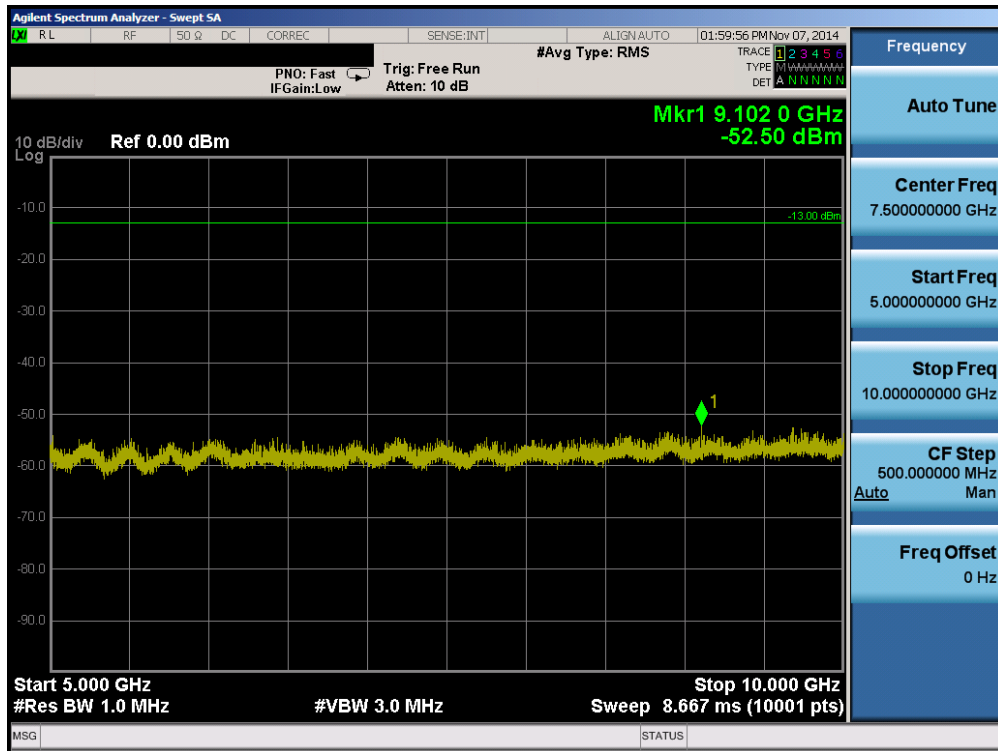 Agilent Spectrum Analyzer - Swept SA
LXI RL RF 50 Ω DC CORREC SENSE:INT ALIGN AUTO 01:59:56 PM Nov 07, 2014
#Avg Type: RMS
TRACE 1 2 3 4 5 6
TYPE M WWWWW
DET A N N N N N
PNO: Fast
IFGain:Low
Trig: Free Run
Atten: 10 dB
Mkr1 9.102 0 GHz
-52.50 dBm
10 dB/div
Log
Ref 0.00 dBm
-10.0
-13.00 dBm
-20.0
-30.0
-40.0
1
-50.0
-60.0
-70.0
-80.0
-90.0
Start 5.000 GHz
Stop 10.000 GHz
#Res BW 1.0 MHz
#VBW 3.0 MHz
Sweep 8.667 ms (10001 pts)
MSG
STATUS
Frequency
Auto Tune
Center Freq
7.500000000 GHz
Start Freq
5.000000000 GHz
Stop Freq
10.000000000 GHz
CF Step
500.000000 MHz
Auto Man
Freq Offset
0 Hz